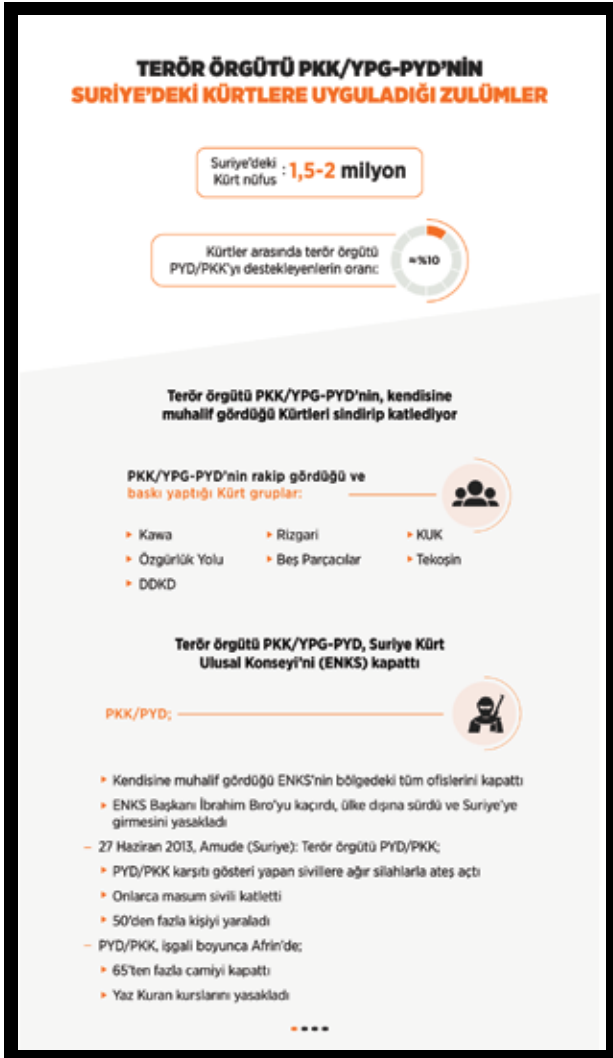 TERÖR ÖRGÜTÜ PKK/YPG-PYD'NİN
SURİYE'DEKİ KÜRTLERE UYGULADIĞI ZULÜMLER
Suriye'deki
Kürt nüfus : 1,5-2 milyon
Kürtler arasında terör örgütü
PYD/PKK'yı destekleyenlerin oranı:
≈%10
Terör örgütü PKK/YPG-PYD'nin, kendisine
muhalif gördüğü Kürtleri sindirip katlediyor
PKK/YPG-PYD'nin rakip gördüğü ve
baskı yaptığı Kürt gruplar:
Kawa
Rizgari
KUK
Özgürlük Yolu
Beş Parçacılar
Tekoşin
DDKD
Terör örgütü PKK/YPG-PYD, Suriye Kürt
Ulusal Konseyi'ni (ENKS) kapattı
PKK/PYD;
Kendisine muhalif gördüğü ENKS'nin bölgedeki tüm ofislerini kapattı
ENKS Başkanı İbrahim Bıro'yu kaçırdı, ülke dışına sürdü ve Suriye'ye
girmesini yasakladı
– 27 Haziran 2013, Amude (Suriye): Terör örgütü PYD/PKK;
PYD/PKK karşıtı gösteri yapan sivillere ağır silahlarla ateş açtı
Onlarca masum sivili katletti
50'den fazla kişiyi yaraladı
– PYD/PKK, işgali boyunca Afrin'de;
65'ten fazla camiyi kapattı
Yaz Kuran kurslarını yasakladı